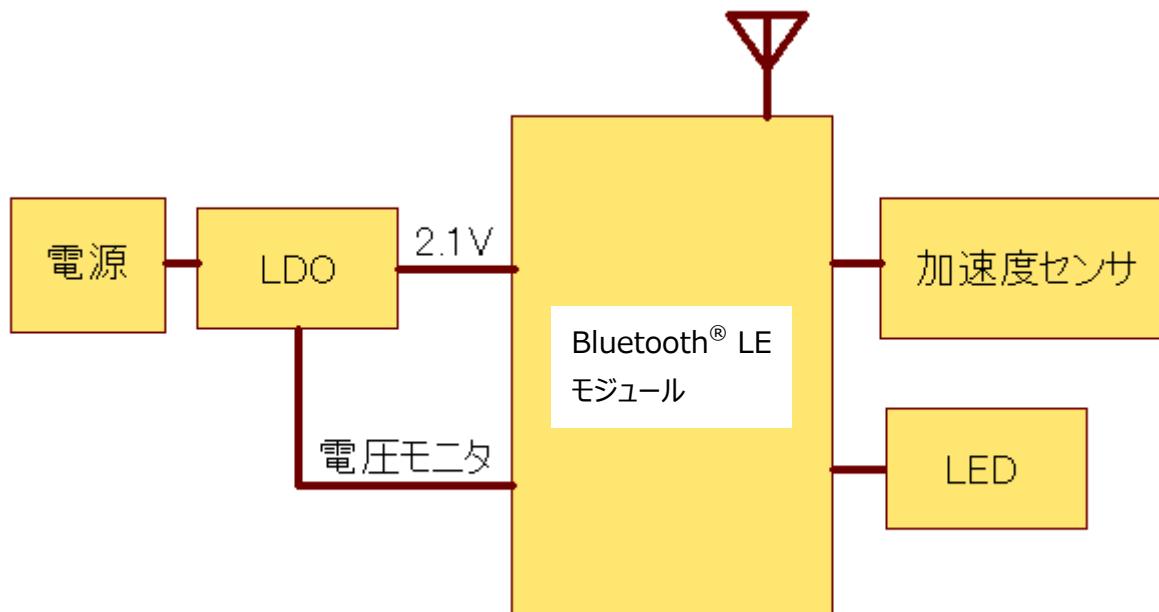 電源
LDO
2.1V
電圧モニタ
Bluetooth® LE
モジュール
加速度センサ
LED